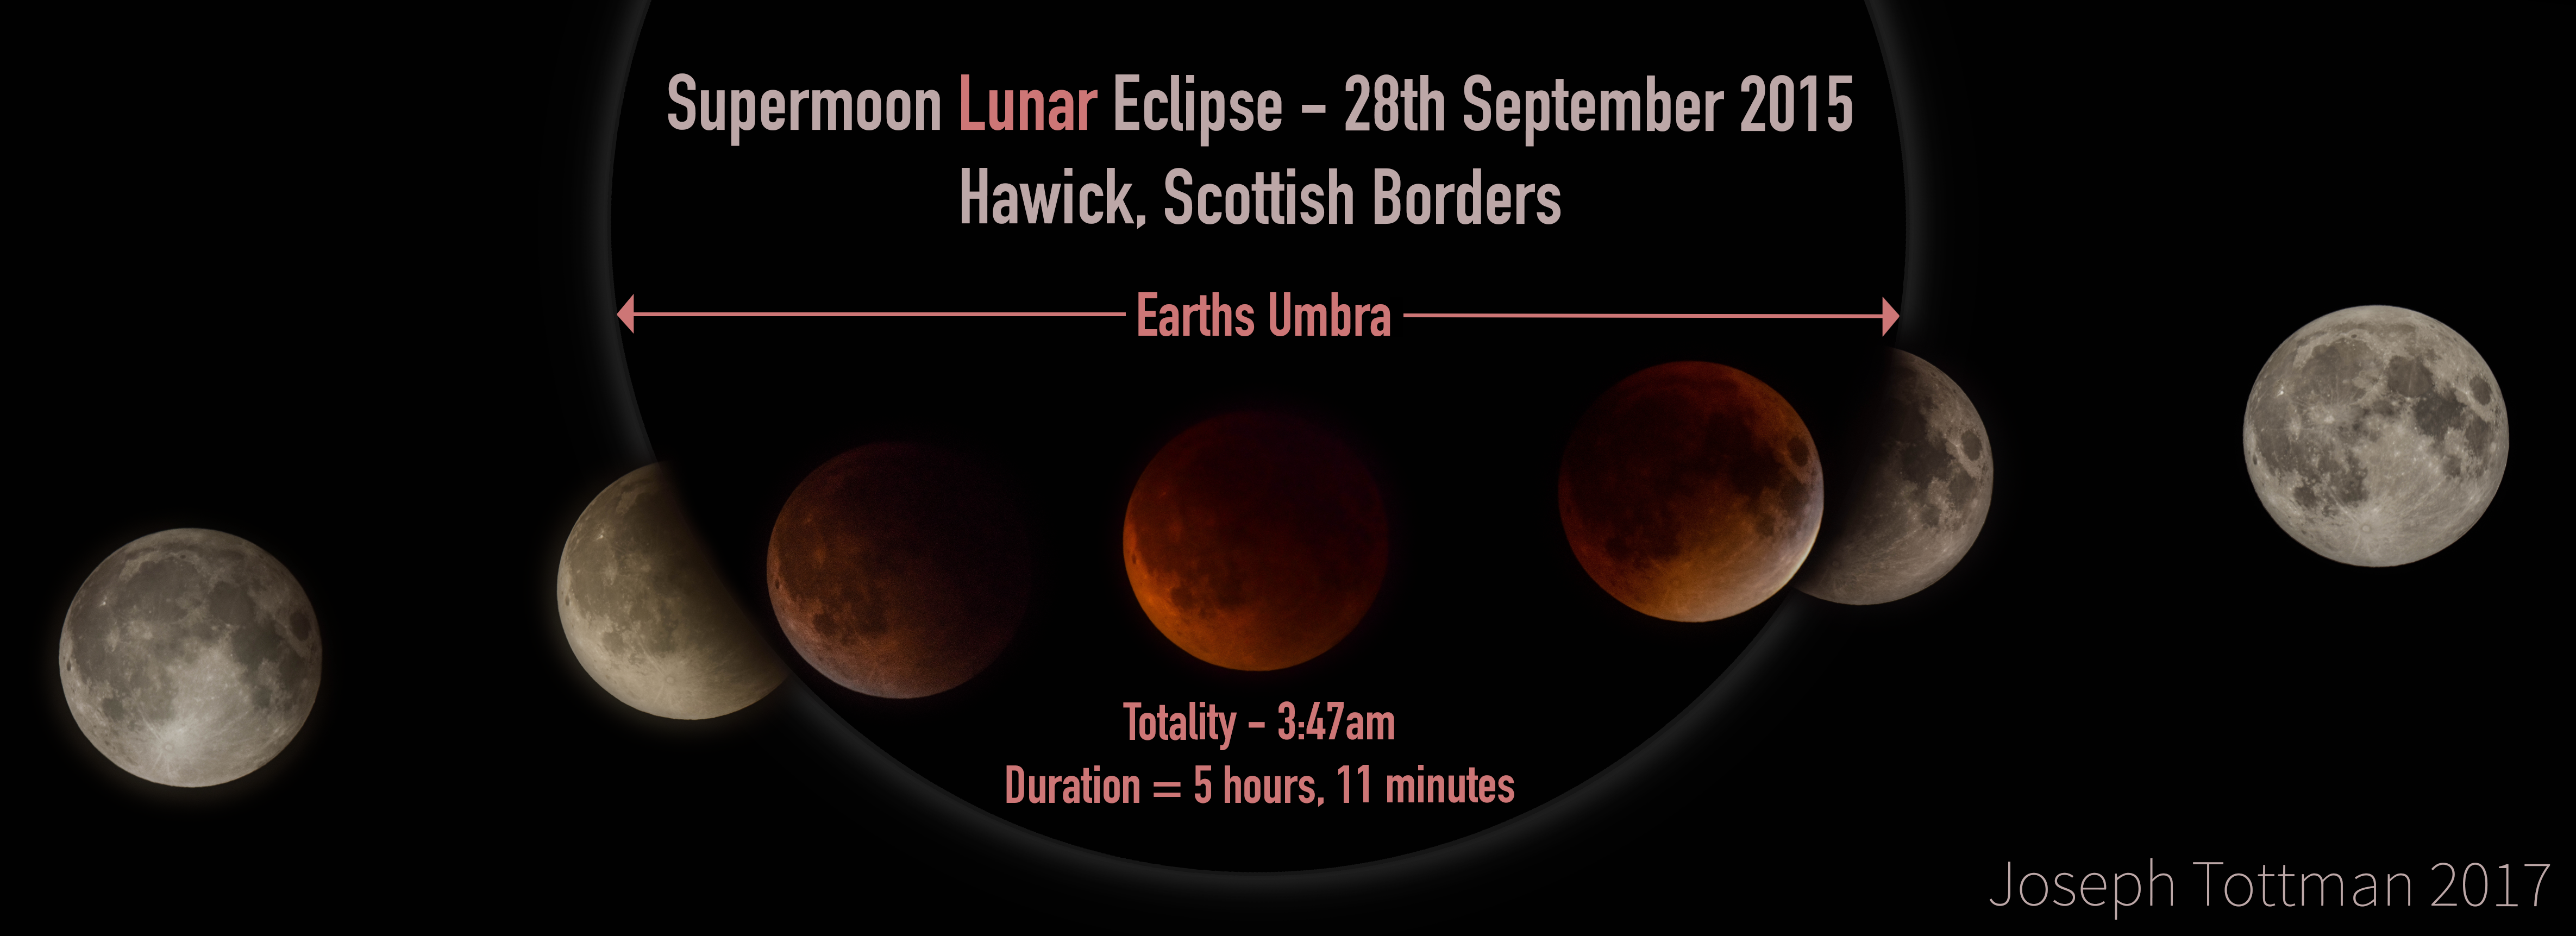 Supermoon Lunar Eclipse – 28th September 2015
Hawick, Scottish Borders
Earths Umbra
Totality – 3:47am
Duration = 5 hours, 11 minutes
Joseph Tottman 2017